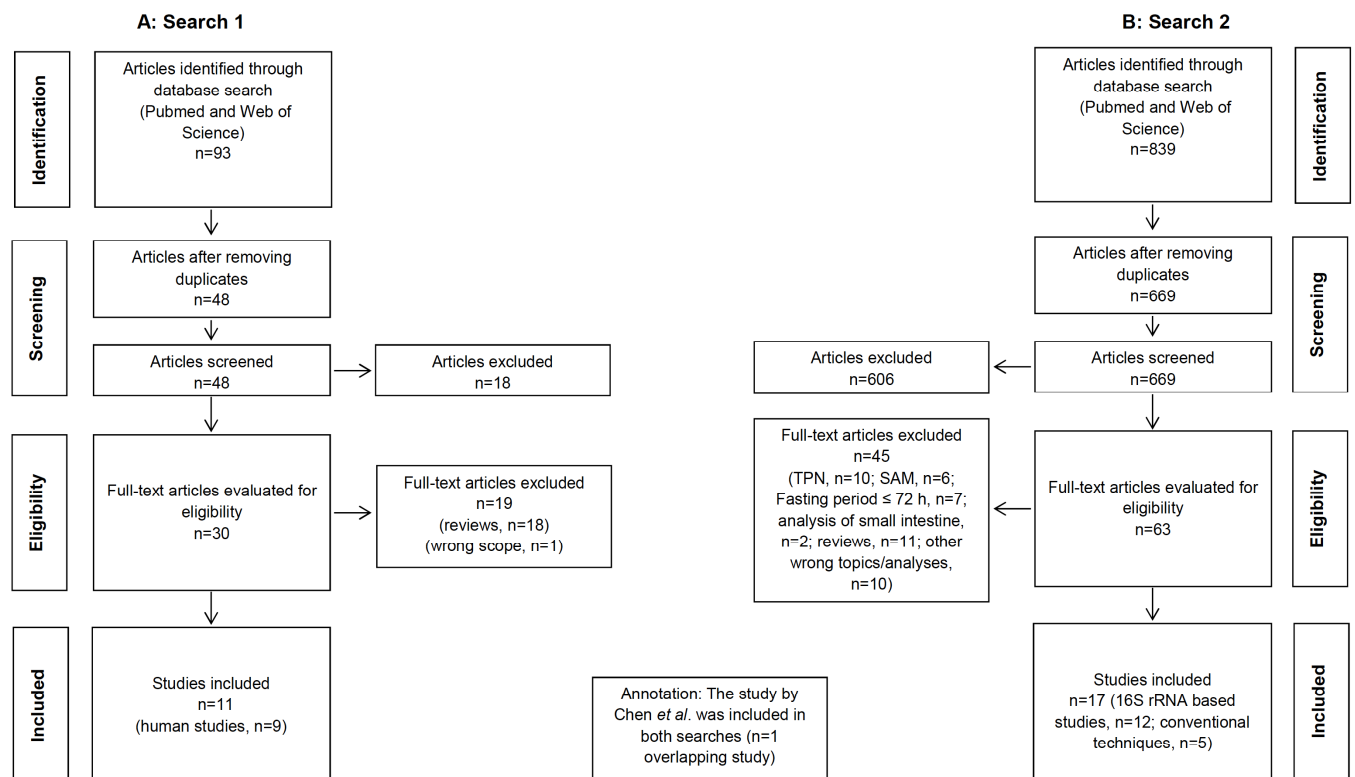 A: Search 1
Identification
Articles identified through
database search
(Pubmed and Web of
Science)
n=93
Screening
Articles after removing
duplicates
n=48
Articles screened
n=48
Articles excluded
n=18
Eligibility
Full-text articles evaluated for
eligibility
n=30
Full-text articles excluded
n=19
(reviews, n=18)
(wrong scope, n=1)
Included
Studies included
n=11
(human studies, n=9)
Annotation: The study by
Chen et al. was included in
both searches (n=1
overlapping study)
B: Search 2
Articles identified through
database search
(Pubmed and Web of
Science)
n=839
Identification
Articles after removing
duplicates
n=669
Screening
Articles excluded
n=606
Articles screened
n=669
Full-text articles excluded
n=45
(TPN, n=10; SAM, n=6;
Fasting period ≤ 72 h, n=7;
analysis of small intestine,
n=2; reviews, n=11; other
wrong topics/analyses,
n=10)
Full-text articles evaluated for
eligibility
n=63
Eligibility
Studies included
n=17 (16S rRNA based
studies, n=12; conventional
techniques, n=5)
Included